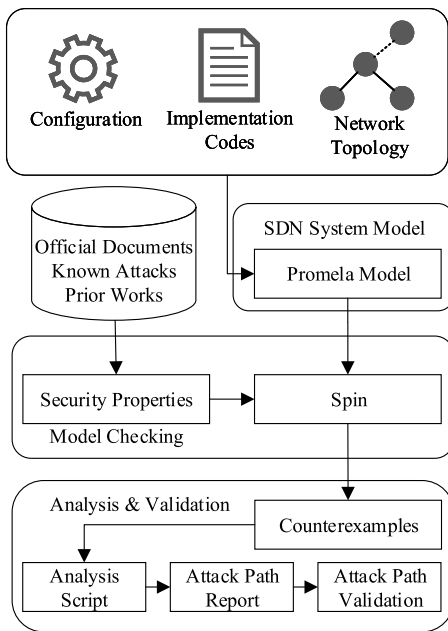 Configuration
Implementation
Codes
Network
Topology
Official Documents
Known Attacks
Prior Works
SDN System Model
Promela Model
Security Properties
Spin
Model Checking
Analysis & Validation
Counterexamples
Analysis
Script
Attack Path
Report
Attack Path
Validation